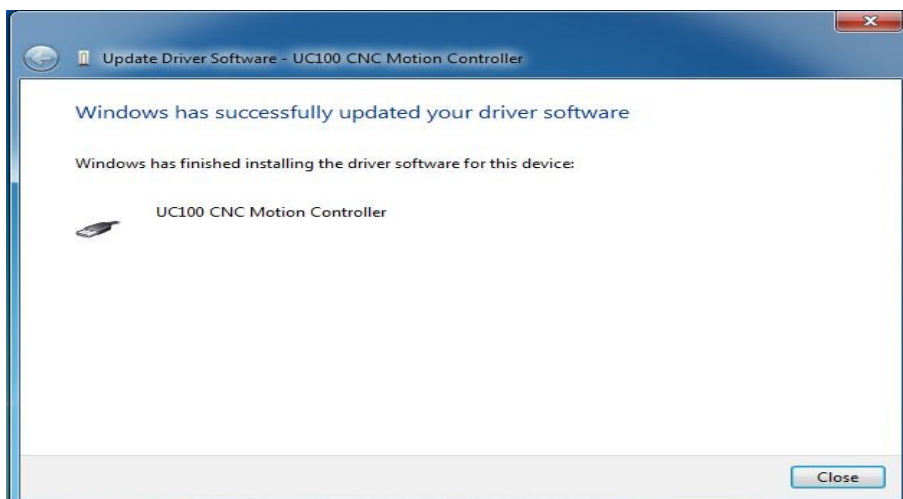 Update Driver Software - UC100 CNC Motion Controller
Windows has successfully updated your driver software
Windows has finished installing the driver software for this device:
UC100 CNC Motion Controller
Close